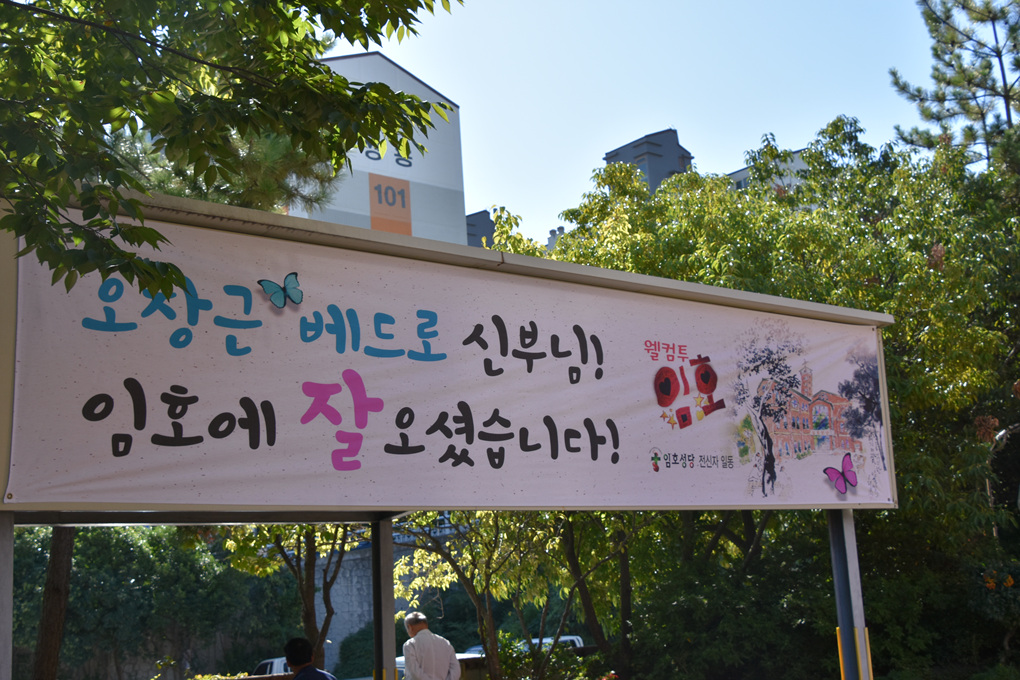 101
오창근 베드로 신부님!
임호에 잘 오셨습니다!
웰컴투
임호
임호성당 전신자 일동